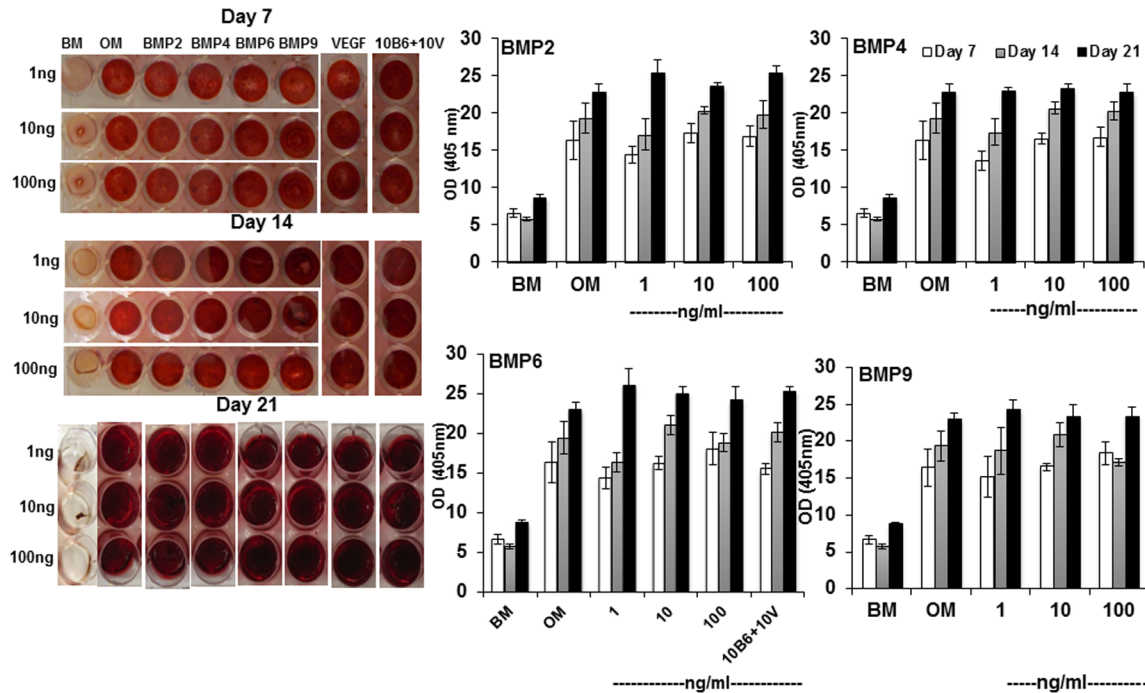 Day 7
BM OM BMP2 BMP4 BMP6 BMP9 VEGF 10B6+10V
1ng
10ng
100ng
Day 14
1ng
10ng
100ng
Day 21
1ng
10ng
100ng
BMP2
OD (405 nm)
30
25
20
15
10
5
0
BM OM 1 10 100
--------ng/ml----------
BMP4
Day 7 Day 14 Day 21
OD (405nm)
30
25
20
15
10
5
0
BM OM 1 10 100
-----ng/ml---------
BMP6
OD (405nm)
30
25
20
15
10
5
0
BM OM 1 10 100 10B6+10V
----------ng/ml------------
BMP9
OD (405nm)
30
25
20
15
10
5
0
BM OM 1 10 100
-------ng/ml----------